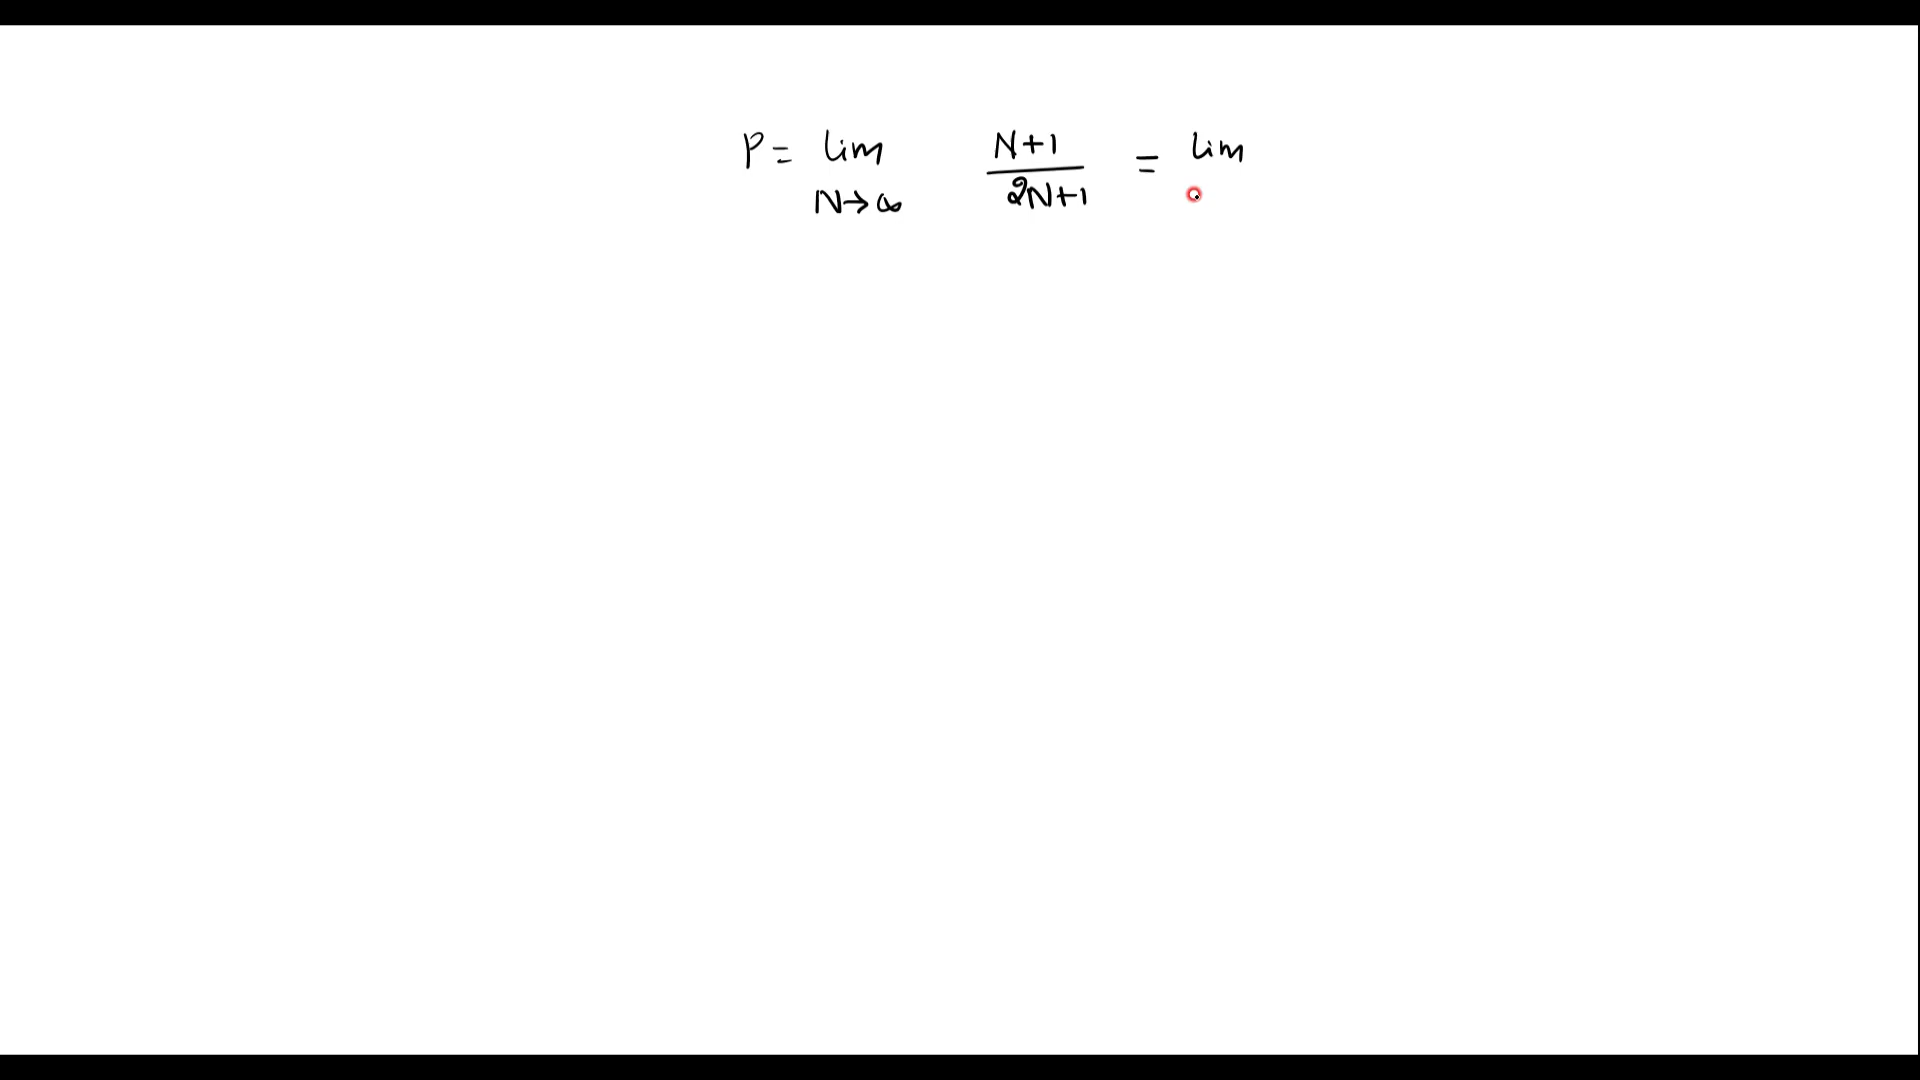 P = lim N+1 = lim
N→∞ 2N+1